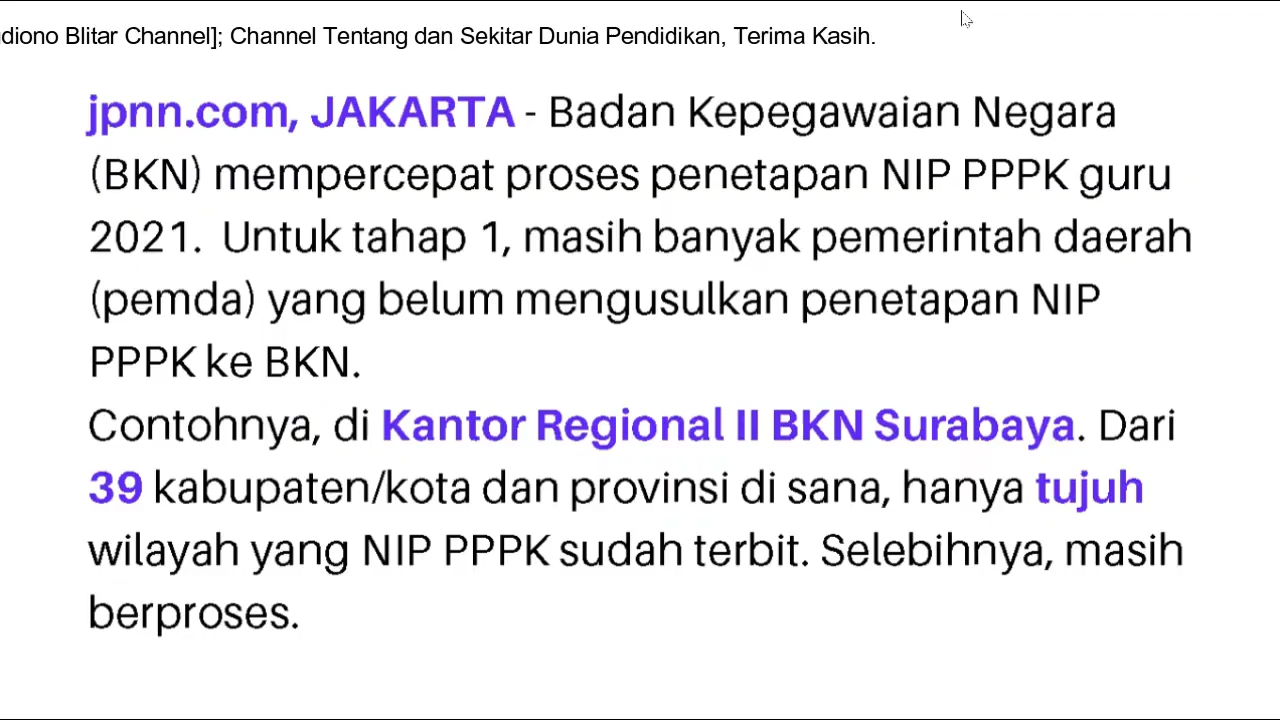 Blitar Channel]; Channel Tentang dan Sekitar Dunia Pendidikan, Terima Kasih.
jpnn.com, JAKARTA - Badan Kepegawaian Negara
(BKN) mempercepat proses penetapan NIP PPPK guru
2021. Untuk tahap 1, masih banyak pemerintah daerah
(pemda) yang belum mengusulkan penetapan NIP
PPPK ke BKN.
Contohnya, di Kantor Regional II BKN Surabaya. Dari
39 kabupaten/kota dan provinsi di sana, hanya tujuh
wilayah yang NIP PPPK sudah terbit. Selebihnya, masih
berproses.